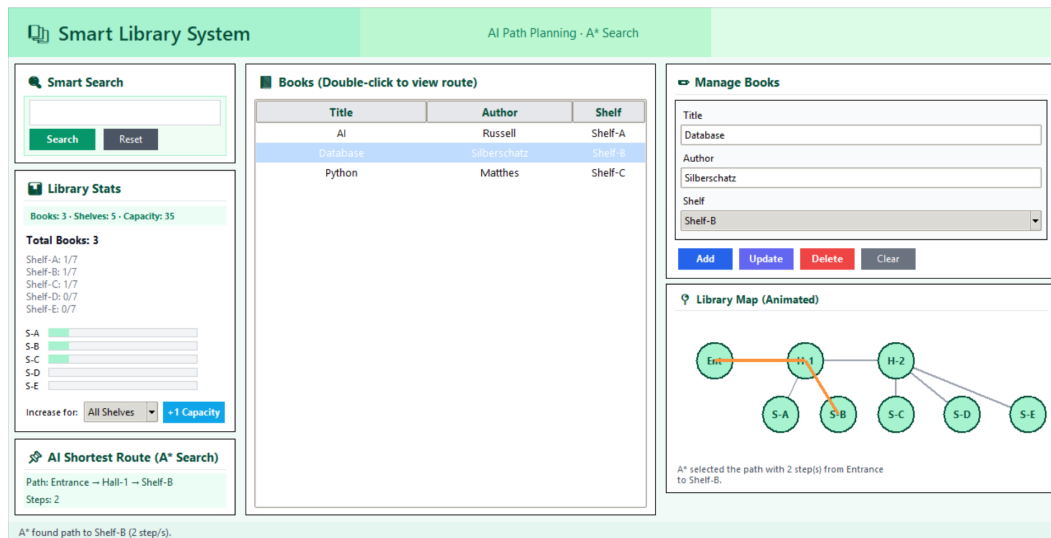 Smart Library System
AI Path Planning · A* Search
Smart Search
Search Reset
Library Stats
Books: 3 · Shelves: 5 · Capacity: 35
Total Books: 3
Shelf-A: 1/7
Shelf-B: 1/7
Shelf-C: 1/7
Shelf-D: 0/7
Shelf-E: 0/7
S-A
S-B
S-C
S-D
S-E
Increase for: All Shelves +1 Capacity
AI Shortest Route (A* Search)
Path: Entrance → Hall-1 → Shelf-B
Steps: 2
Books (Double-click to view route)
Title Author Shelf
AI Russell Shelf-A
Database Silberschatz Shelf-B
Python Matthes Shelf-C
Manage Books
Title
Database
Author
Silberschatz
Shelf
Shelf-B
Add Update Delete Clear
Library Map (Animated)
Ent H-1 H-2
S-A S-B S-C S-D S-E
A* selected the path with 2 step(s) from Entrance
to Shelf-B.
A* found path to Shelf-B (2 step/s).